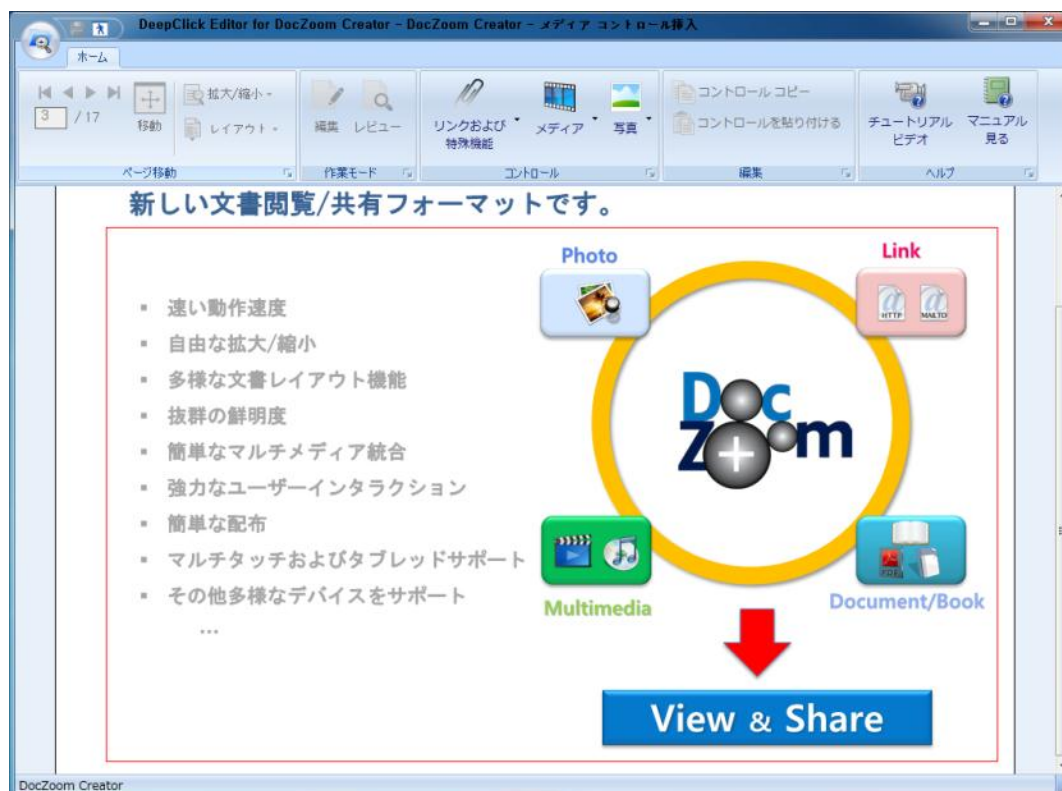 DeepClick Editor for DocZoom Creator - DocZoom Creator - メディア コントロール挿入
ホーム
3 / 17
移動
拡大/縮小
レイアウト
編集 レビュー
リンクおよび
特殊機能
メディア
写真
コントロール コピー
コントロールを貼り付ける
チュートリアル
ビデオ
マニュアル
見る
ページ移動
作業モード
コントロール
編集
ヘルプ
新しい文書閲覧/共有フォーマットです。
▪ 速い動作速度
▪ 自由な拡大/縮小
▪ 多様な文書レイアウト機能
▪ 抜群の鮮明度
▪ 簡単なマルチメディア統合
▪ 強力なユーザーインタラクション
▪ 簡単な配布
▪ マルチタッチおよびタブレッドサポート
▪ その他多様なデバイスをサポート
...
Photo
Link
HTTP
MAILTO
Doc
Zoom
Multimedia
Document/Book
View & Share
DocZoom Creator